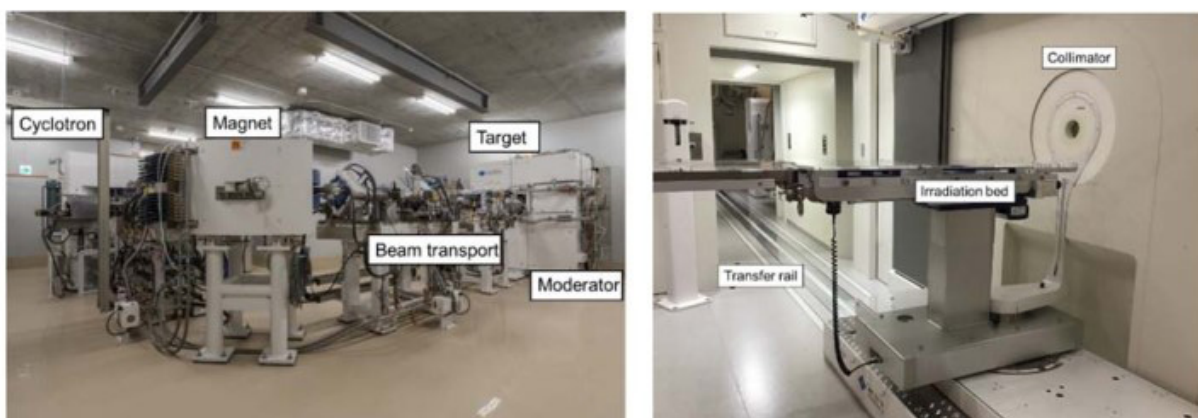 Cyclotron
Magnet
Target
Beam transport
Moderator
Collimator
Irradiation bed
Transfer rail